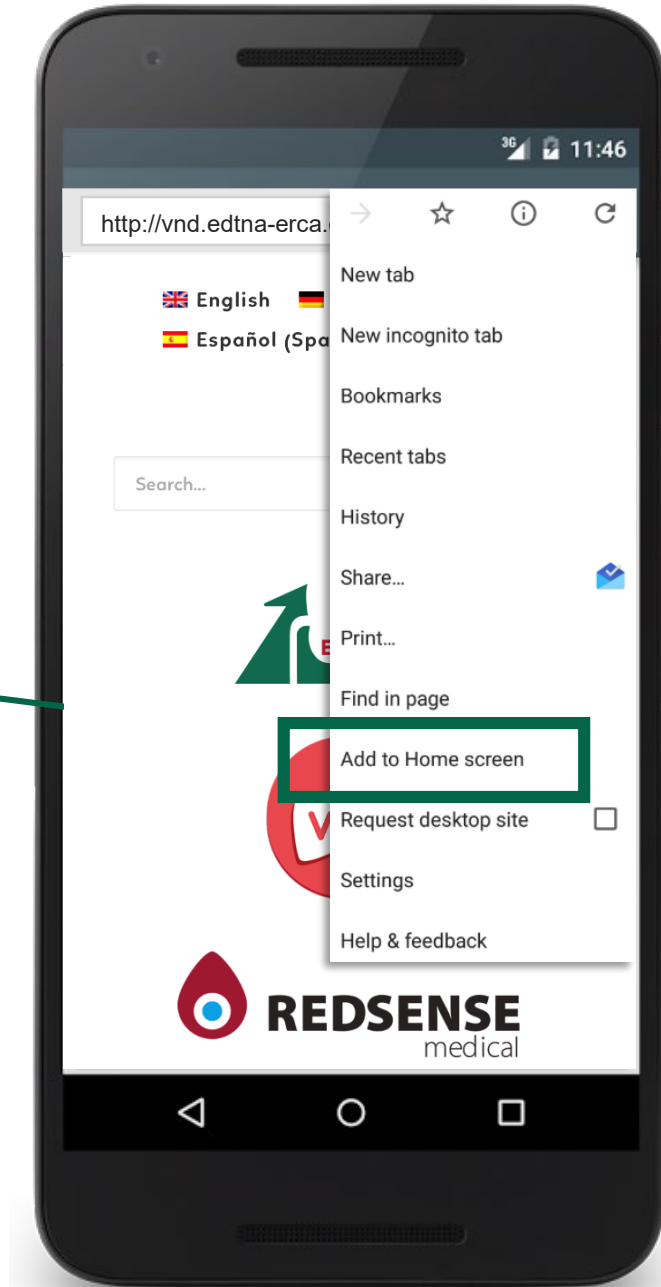 3G 11:46
http://vnd.edtna-erca.
New tab
English
New incognito tab
Español (Spa
Bookmarks
Recent tabs
Search...
History
Share...
Print...
Find in page
Add to Home screen
Request desktop site
Settings
Help & feedback
REDSENSE
medical